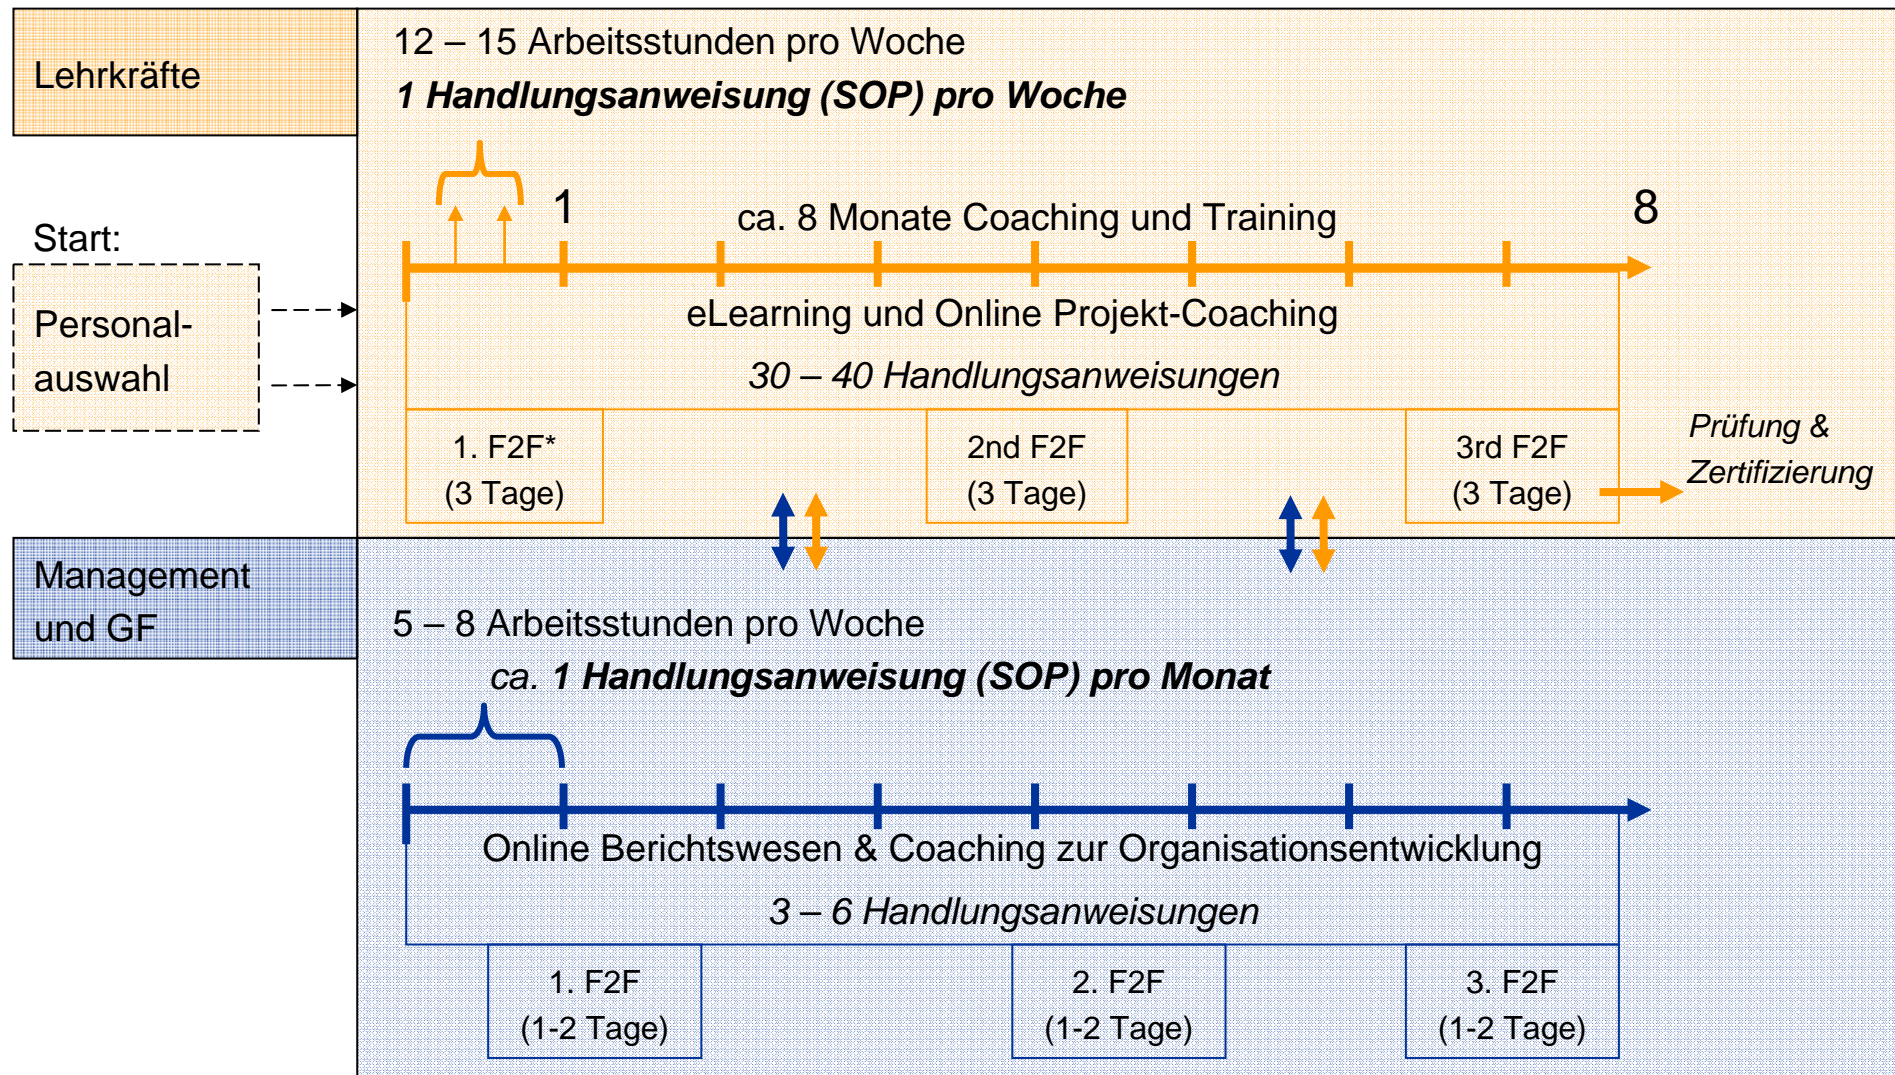 Lehrkräfte
12 – 15 Arbeitsstunden pro Woche
1 Handlungsanweisung (SOP) pro Woche
1
ca. 8 Monate Coaching und Training
8
Start:
Personal-
auswahl
eLearning und Online Projekt-Coaching
30 – 40 Handlungsanweisungen
1. F2F*
(3 Tage)
2nd F2F
(3 Tage)
3rd F2F
(3 Tage)
Prüfung &
Zertifizierung
Management
und GF
5 – 8 Arbeitsstunden pro Woche
ca. 1 Handlungsanweisung (SOP) pro Monat
Online Berichtswesen & Coaching zur Organisationsentwicklung
3 – 6 Handlungsanweisungen
1. F2F
(1-2 Tage)
2. F2F
(1-2 Tage)
3. F2F
(1-2 Tage)